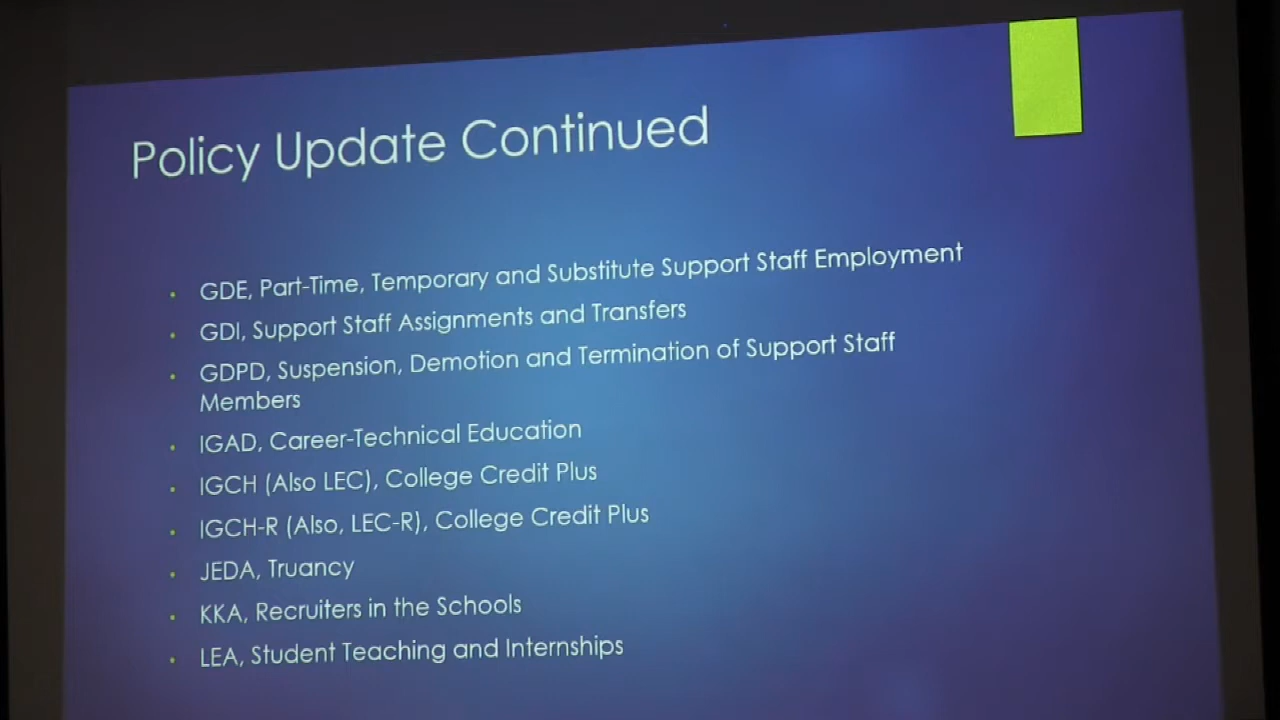 Policy Update Continued
GDE, Part-Time, Temporary and Substitute Support Staff Employment
GDI, Support Staff Assignments and Transfers
GDPD, Suspension, Demotion and Termination of Support Staff
Members
IGAD, Career-Technical Education
IGCH (Also LEC), College Credit Plus
IGCH-R (Also, LEC-R), College Credit Plus
JEDA, Truancy
KKA, Recruiters in the Schools
LEA, Student Teaching and Internships